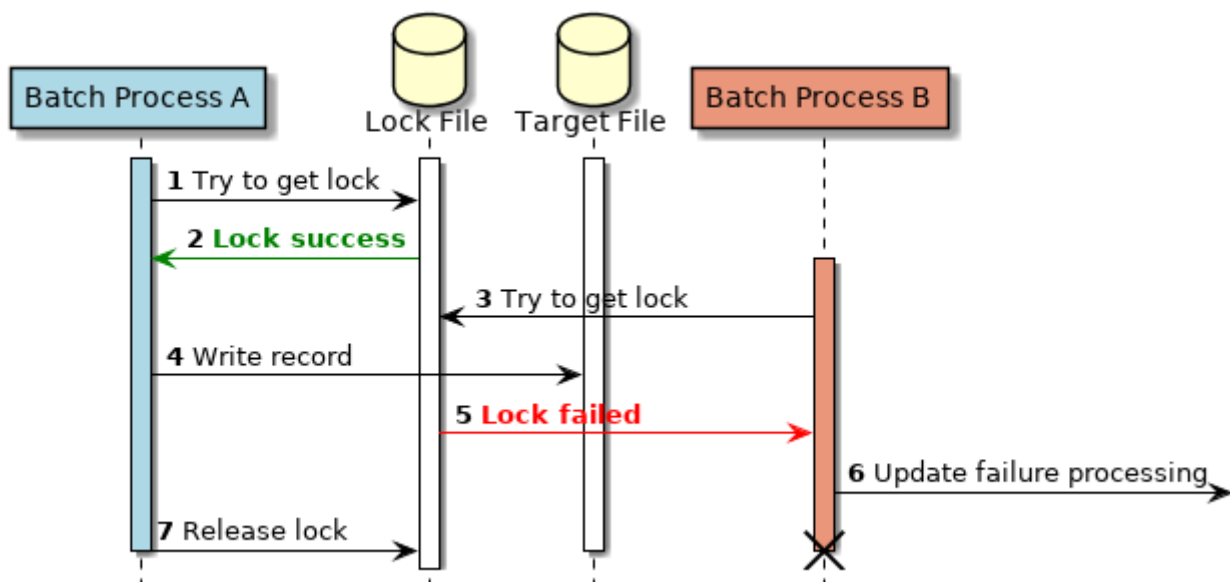 Batch Process A
Lock File
Target File
Batch Process B
1 Try to get lock
2 Lock success
3 Try to get lock
4 Write record
5 Lock failed
6 Update failure processing
7 Release lock